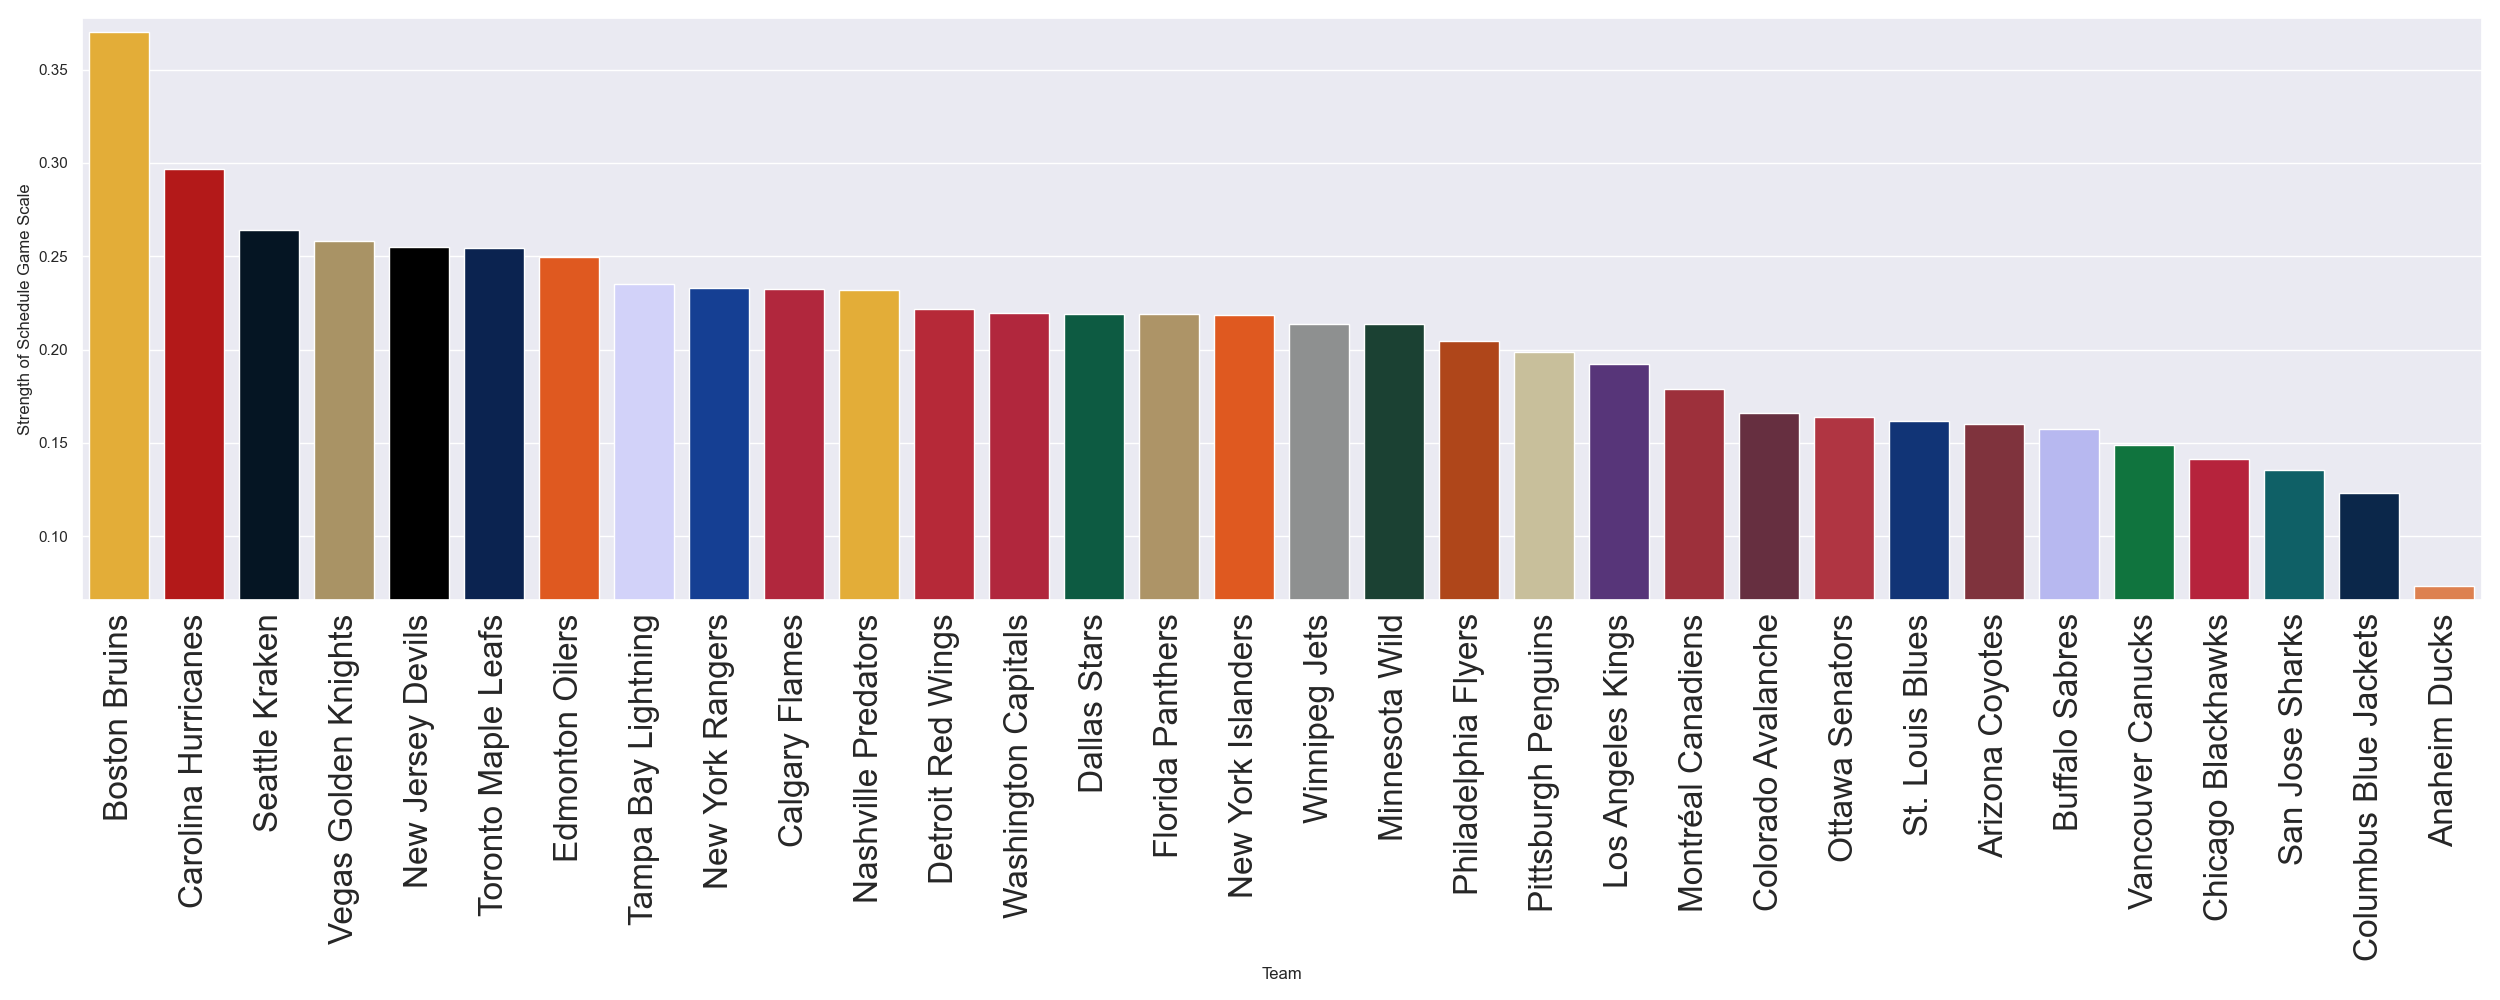 Strength of Schedule Game Scale
0.35
0.30
0.25
0.20
0.15
0.10
Boston Bruins
Carolina Hurricanes
Seattle Kraken
Vegas Golden Knights
New Jersey Devils
Toronto Maple Leafs
Edmonton Oilers
Tampa Bay Lightning
New York Rangers
Calgary Flames
Nashville Predators
Detroit Red Wings
Washington Capitals
Dallas Stars
Florida Panthers
New York Islanders
Winnipeg Jets
Minnesota Wild
Philadelphia Flyers
Pittsburgh Penguins
Los Angeles Kings
Montréal Canadiens
Colorado Avalanche
Ottawa Senators
St. Louis Blues
Arizona Coyotes
Buffalo Sabres
Vancouver Canucks
Chicago Blackhawks
San Jose Sharks
Columbus Blue Jackets
Anaheim Ducks
Team